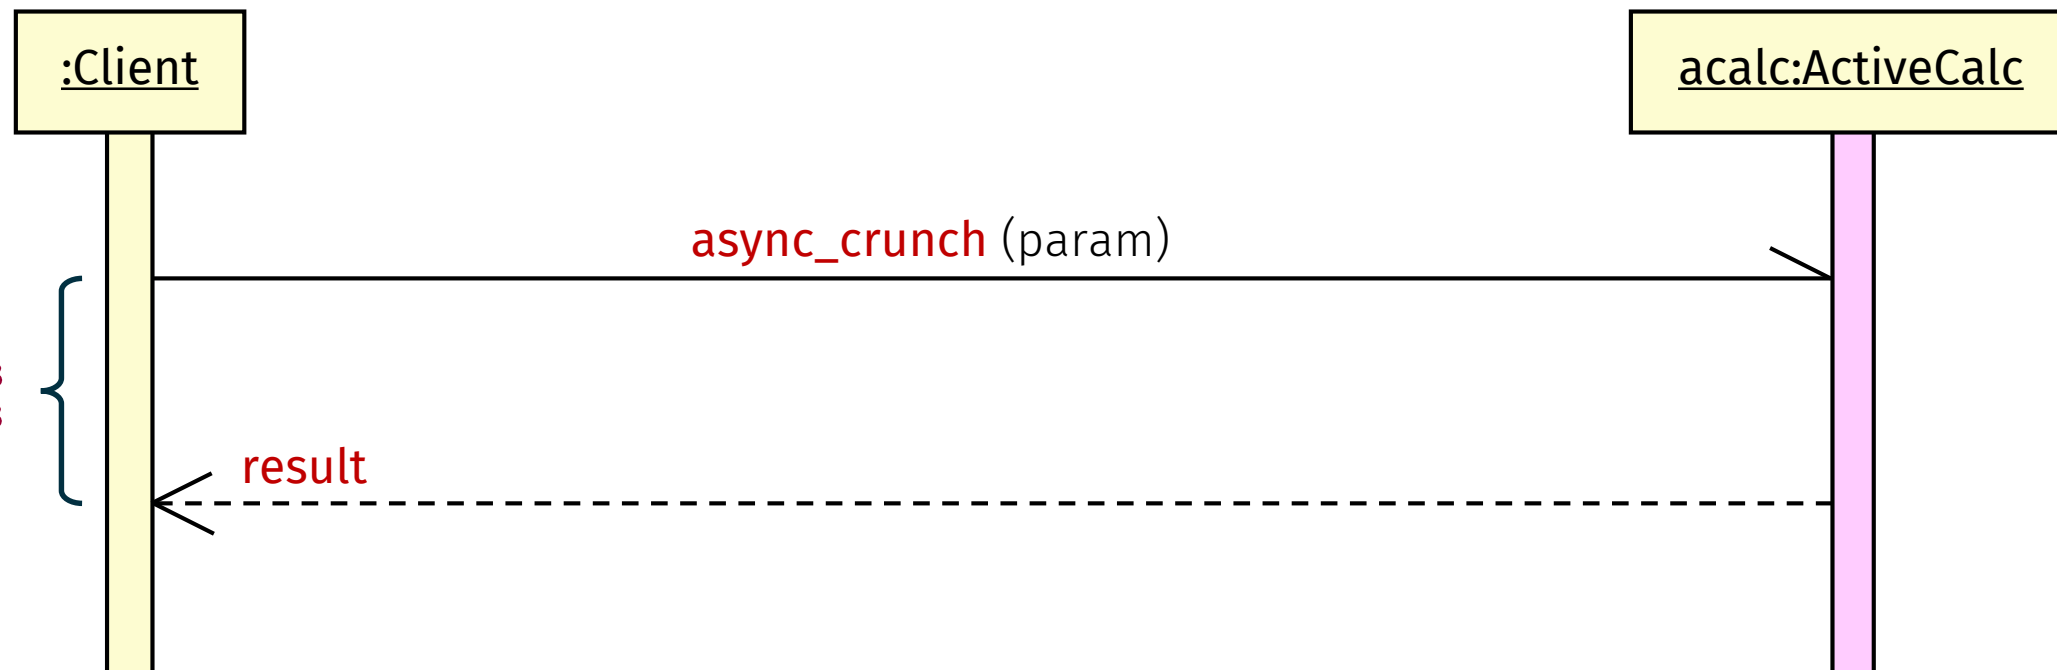 :Client
acalc:ActiveCalc
async_crunch (param)
result